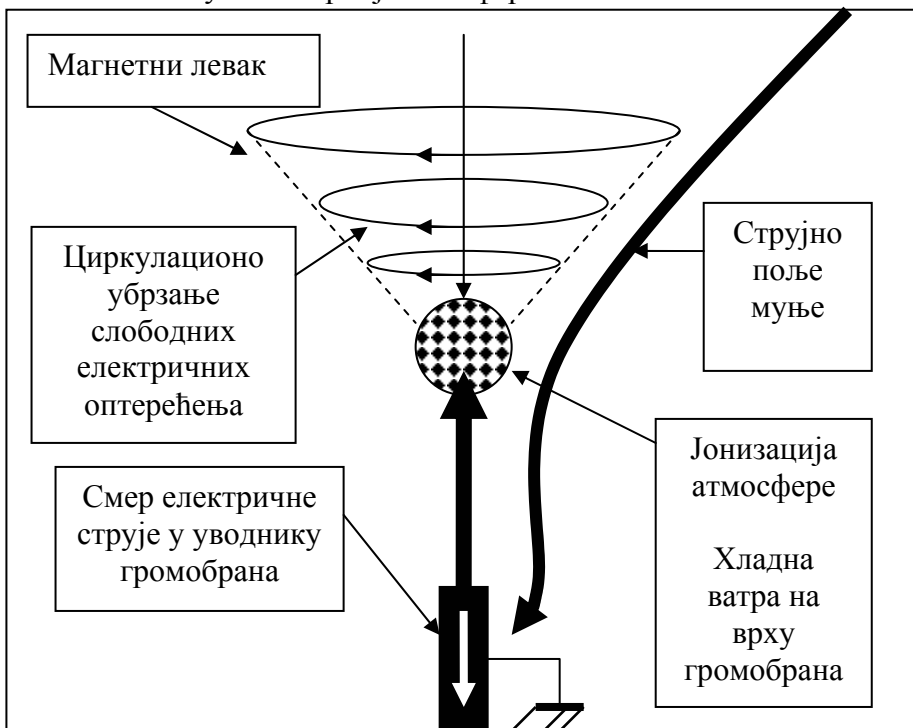 Магнетни левак
Циркулационо
убрзање
слободних
електричних
оптерећења
Струјно
поље
муње
Смер електричне
струје у уводнику
громобрана
Јонизација
атмосфере
Хладна
ватра на
врху
громобрана